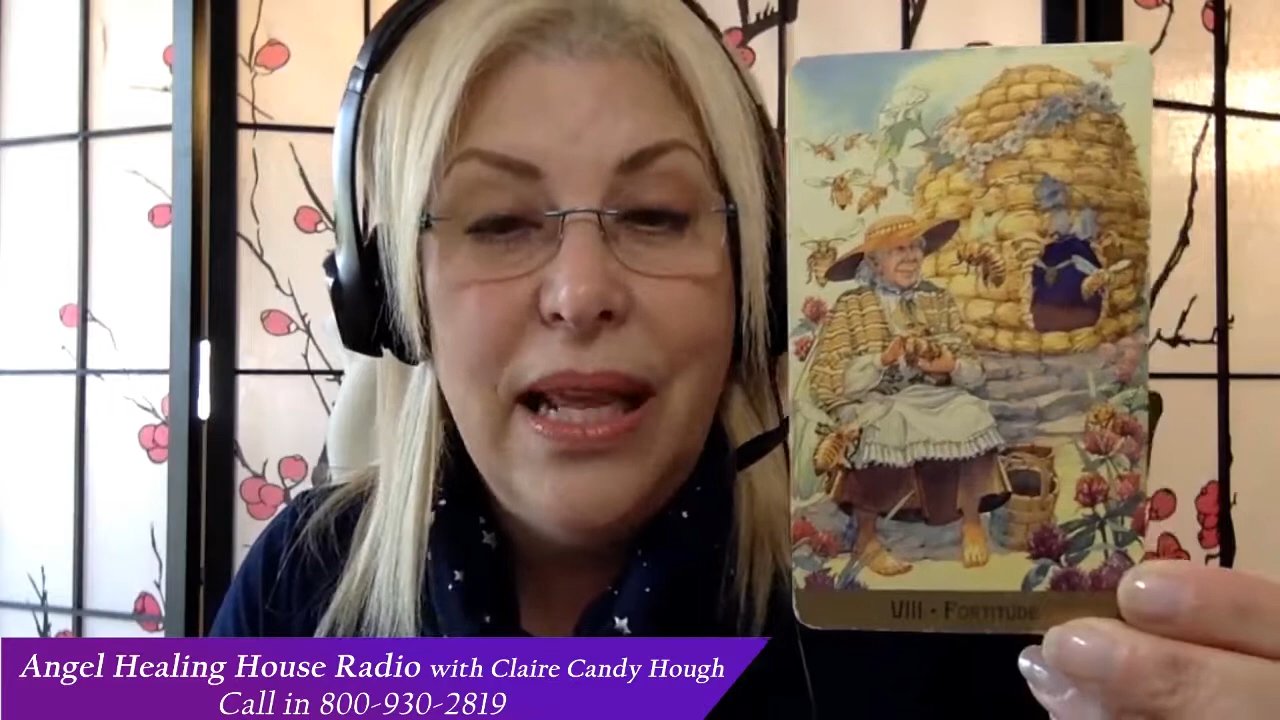 VIII • FORTITUDE
Angel Healing House Radio with Claire Candy Hough
Call in 800-930-2819